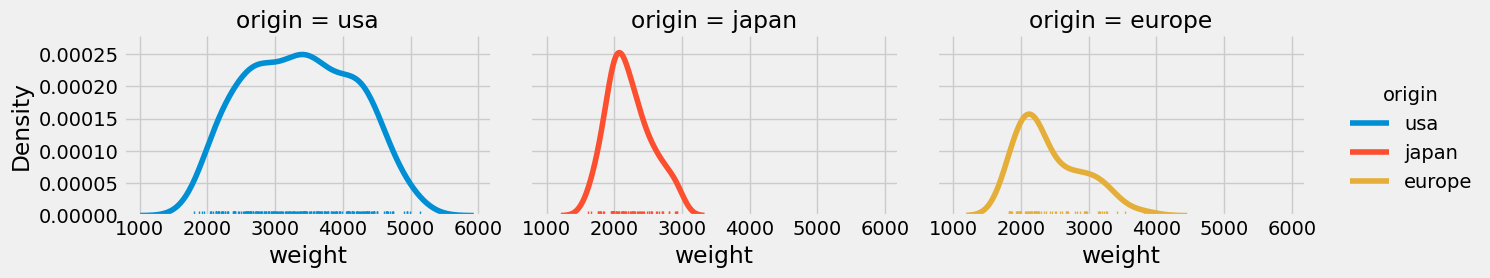 origin = usa
origin = japan
origin = europe
Density
0.00025
0.00020
0.00015
0.00010
0.00005
0.00000
1000 2000 3000 4000 5000 6000
1000 2000 3000 4000 5000 6000
1000 2000 3000 4000 5000 6000
weight
weight
weight
origin
usa
japan
europe